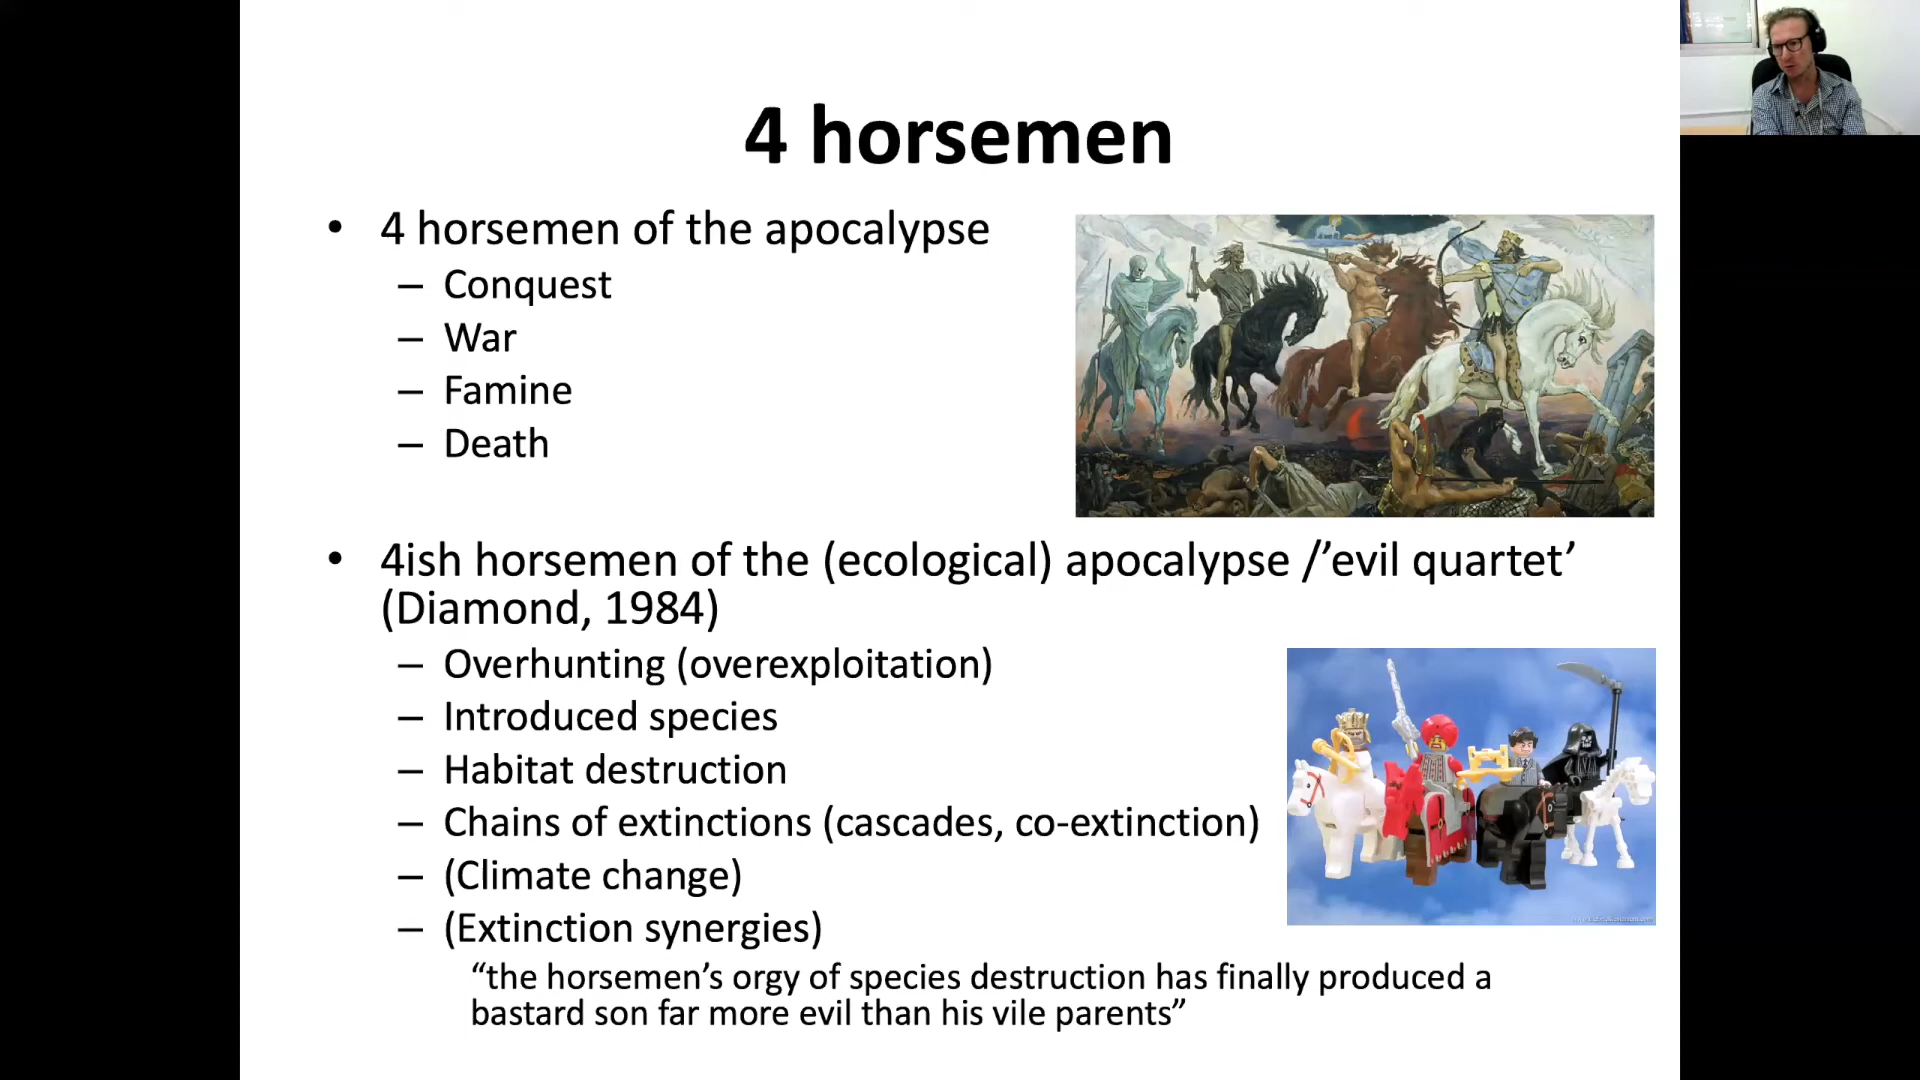 4 horsemen
• 4 horsemen of the apocalypse
– Conquest
– War
– Famine
– Death
• 4ish horsemen of the (ecological) apocalypse /’evil quartet’
(Diamond, 1984)
– Overhunting (overexploitation)
– Introduced species
– Habitat destruction
– Chains of extinctions (cascades, co-extinction)
– (Climate change)
– (Extinction synergies)
“the horsemen’s orgy of species destruction has finally produced a
bastard son far more evil than his vile parents”